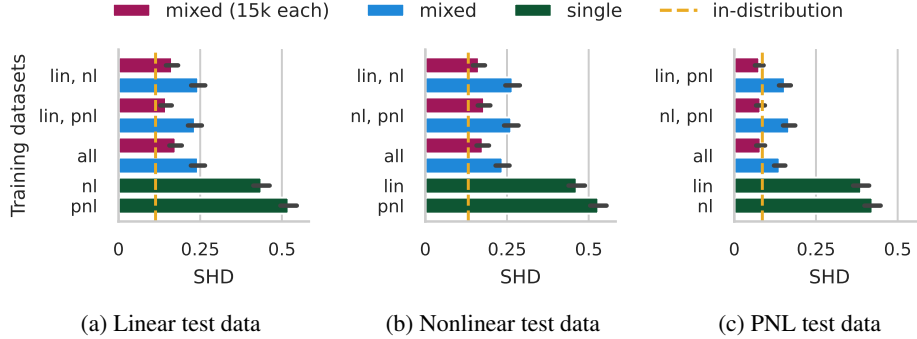 mixed (15k each) mixed single in-distribution
Training datasets
lin, nl
lin, pnl
all
nl
pnl
0 0.25 0.5
SHD
(a) Linear test data
lin, nl
nl, pnl
all
lin
pnl
0 0.25 0.5
SHD
(b) Nonlinear test data
lin, pnl
nl, pnl
all
lin
nl
0 0.25 0.5
SHD
(c) PNL test data